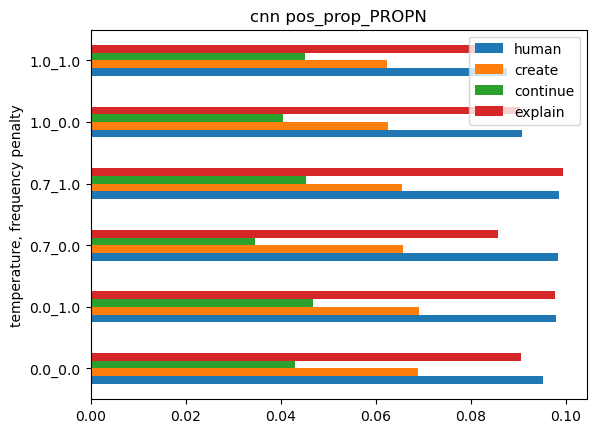 cnn pos_prop_PROPN
human
create
continue
explain
temperature, frequency penalty
1.0_1.0
1.0_0.0
0.7_1.0
0.7_0.0
0.0_1.0
0.0_0.0
0.00 0.02 0.04 0.06 0.08 0.10